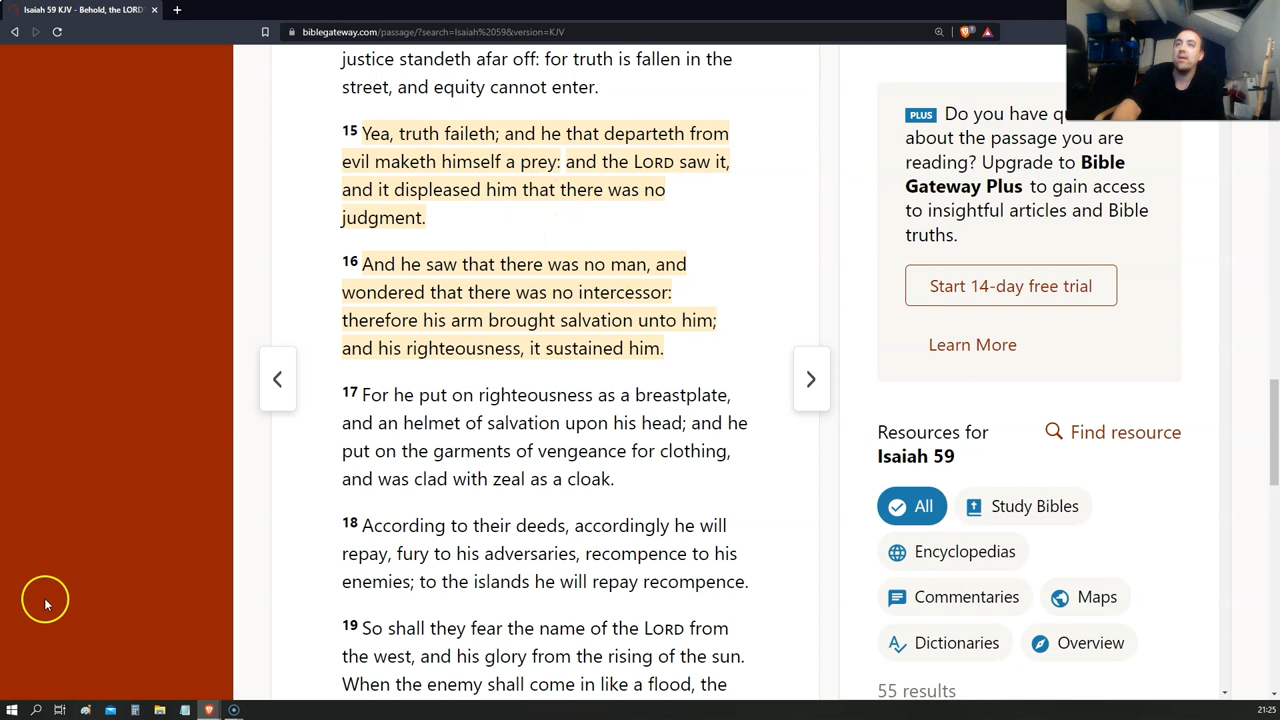 Isaiah 59 KJV - Behold, the LORD'
biblegateway.com/passage/?search=Isaiah%2059&version=KJV
justice standeth afar off: for truth is fallen in the
street, and equity cannot enter.
15 Yea, truth faileth; and he that departeth from
evil maketh himself a prey: and the LORD saw it,
and it displeased him that there was no
judgment.
16 And he saw that there was no man, and
wondered that there was no intercessor:
therefore his arm brought salvation unto him;
and his righteousness, it sustained him.
17 For he put on righteousness as a breastplate,
and an helmet of salvation upon his head; and he
put on the garments of vengeance for clothing,
and was clad with zeal as a cloak.
18 According to their deeds, accordingly he will
repay, fury to his adversaries, recompence to his
enemies; to the islands he will repay recompence.
19 So shall they fear the name of the LORD from
the west, and his glory from the rising of the sun.
When the enemy shall come in like a flood, the
PLUS Do you have
about the passage you are
reading? Upgrade to Bible
Gateway Plus to gain access
to insightful articles and Bible
truths.
Start 14-day free trial
Learn More
Resources for
Isaiah 59
Find resource
All
Study Bibles
Encyclopedias
Commentaries
Maps
Dictionaries
Overview
55 results
21:25